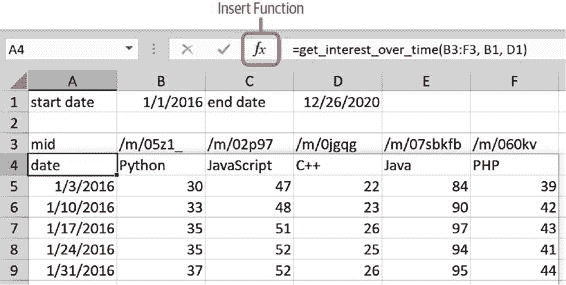 Insert Function
A4 fx =get_interest_over_time(B3:F3, B1, D1)
A B C D E F
1 start date 1/1/2016 end date 12/26/2020
2
3 mid /m/05z1_ /m/02p97 /m/0jgqg /m/07sbkfb /m/060kv
4 date Python JavaScript C++ Java PHP
5 1/3/2016 30 47 22 84 39
6 1/10/2016 33 48 23 90 42
7 1/17/2016 35 51 26 97 43
8 1/24/2016 35 52 25 94 41
9 1/31/2016 37 52 26 95 44